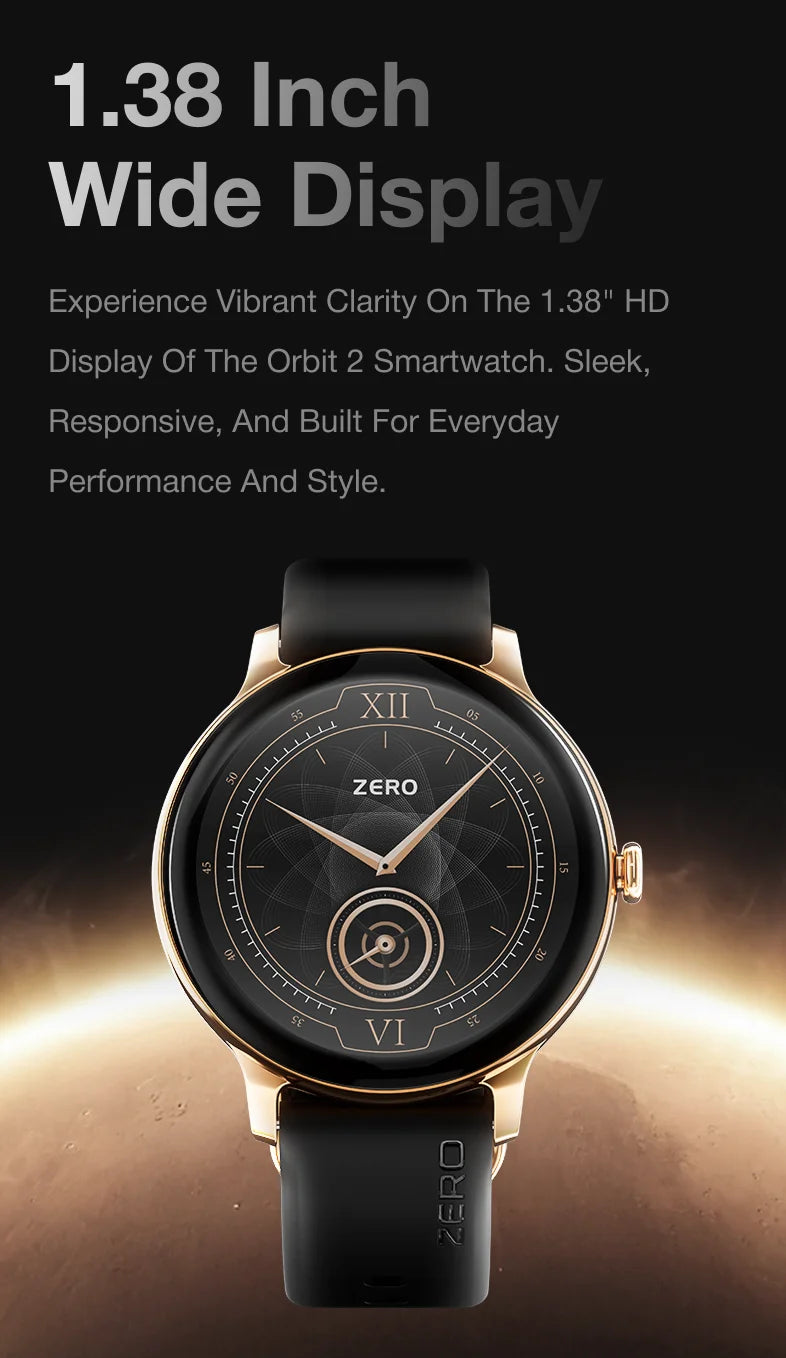 1.38 Inch
Wide Display
Experience Vibrant Clarity On The 1.38" HD
Display Of The Orbit 2 Smartwatch. Sleek,
Responsive, And Built For Everyday
Performance And Style.
XII
55
05
ZERO
50
10
45
15
40
20
35
25
VI
ZERO